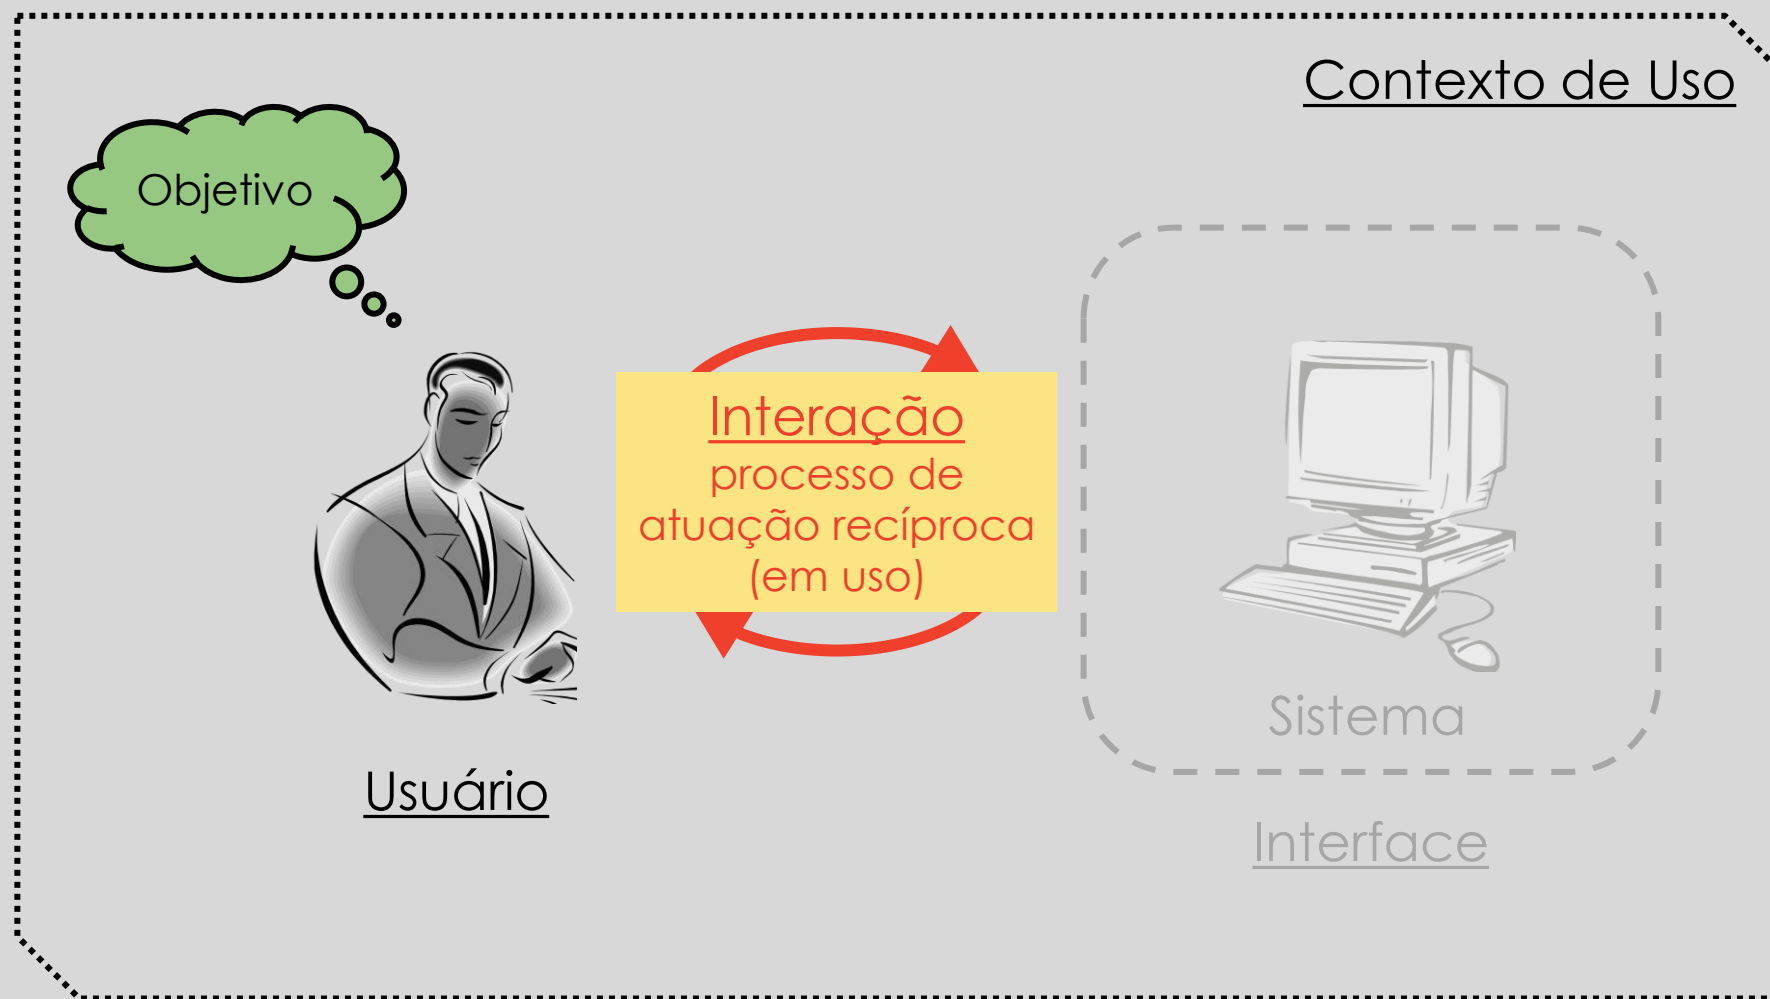 Contexto de Uso
Objetivo
Interação
processo de
atuação recíproca
(em uso)
Sistema
Usuário
Interface